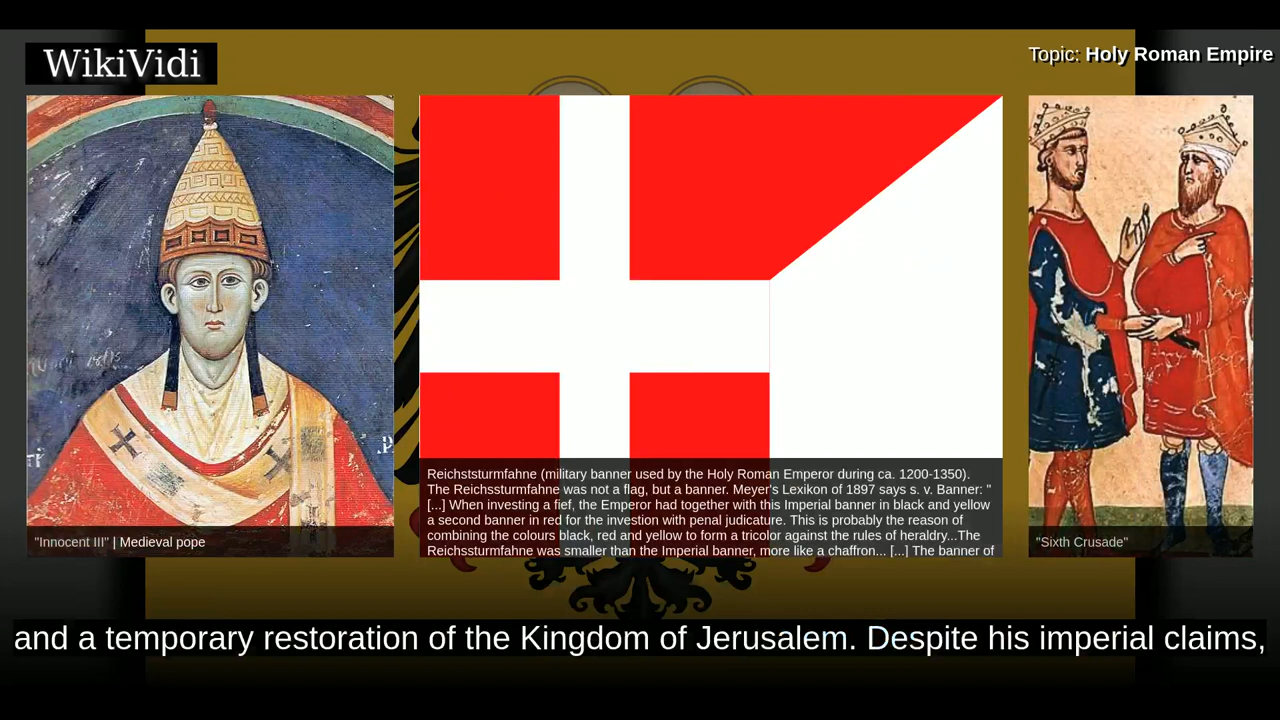 WikiVidi
Topic: Holy Roman Empire
"Innocent III" | Medieval pope
Reichststurmfahne (military banner used by the Holy Roman Emperor during ca. 1200-1350).
The Reichssturmfahne was not a flag, but a banner. Meyer's Lexikon of 1897 says s. v. Banner: "
[...] When investing a fief, the Emperor had together with this Imperial banner in black and yellow
a second banner in red for the investion with penal judicature. This is probably the reason of
combining the colours black, red and yellow to form a tricolor against the rules of heraldry...The
Reichssturmfahne was smaller than the Imperial banner, more like a chaffron... [...] The banner of
"Sixth Crusade"
and a temporary restoration of the Kingdom of Jerusalem. Despite his imperial claims,